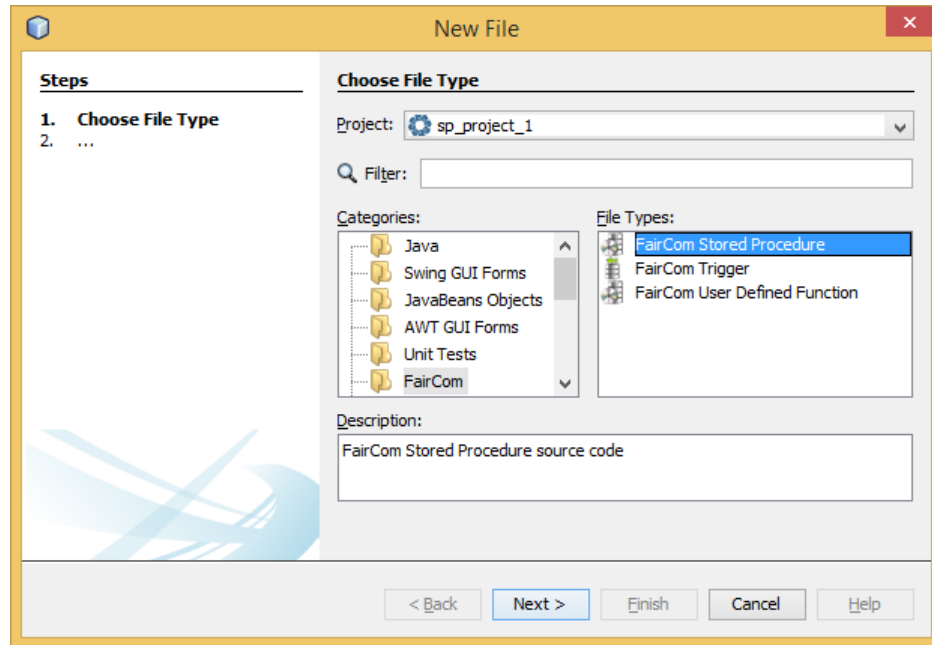 New File
Steps
1. Choose File Type
2. ...
Choose File Type
Project: sp_project_1
Filter:
Categories:
Java
Swing GUI Forms
JavaBeans Objects
AWT GUI Forms
Unit Tests
FairCom
File Types:
FairCom Stored Procedure
FairCom Trigger
FairCom User Defined Function
Description:
FairCom Stored Procedure source code
< Back Next > Finish Cancel Help